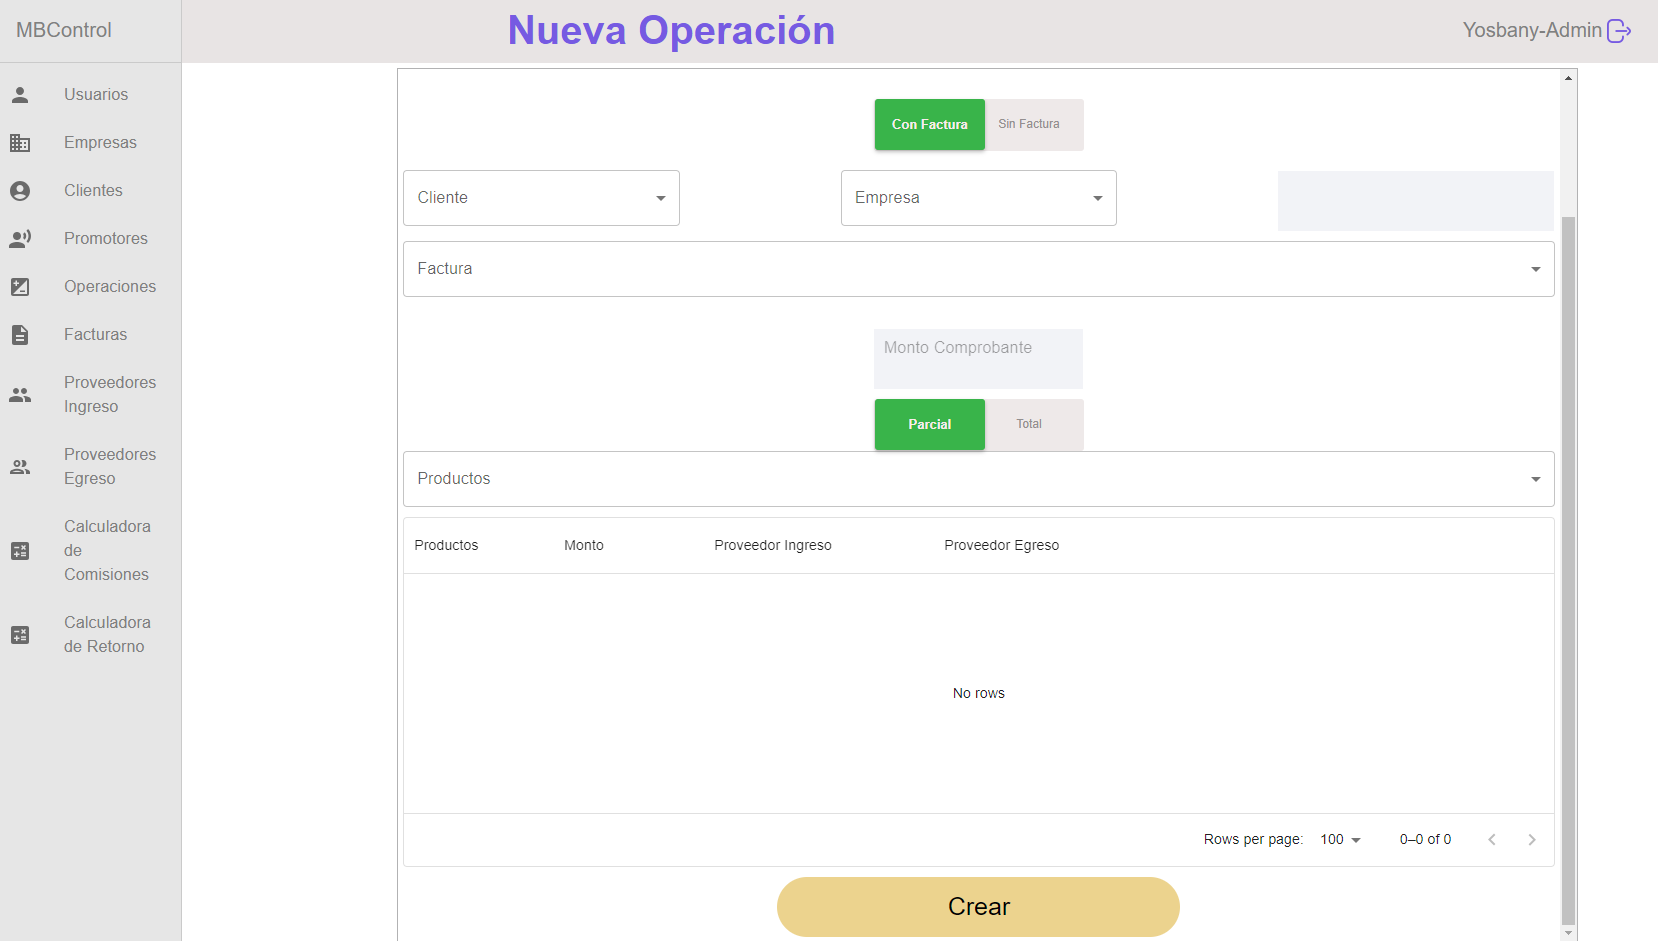 MBControl
Nueva Operación
Yosbany-Admin
Usuarios
Empresas
Clientes
Promotores
Operaciones
Facturas
Proveedores
Ingreso
Proveedores
Egreso
Calculadora
de
Comisiones
Calculadora
de Retorno
Con Factura
Sin Factura
Cliente
Empresa
Factura
Monto Comprobante
Parcial
Total
Productos
Productos
Monto
Proveedor Ingreso
Proveedor Egreso
No rows
Rows per page:
100
0–0 of 0
Crear